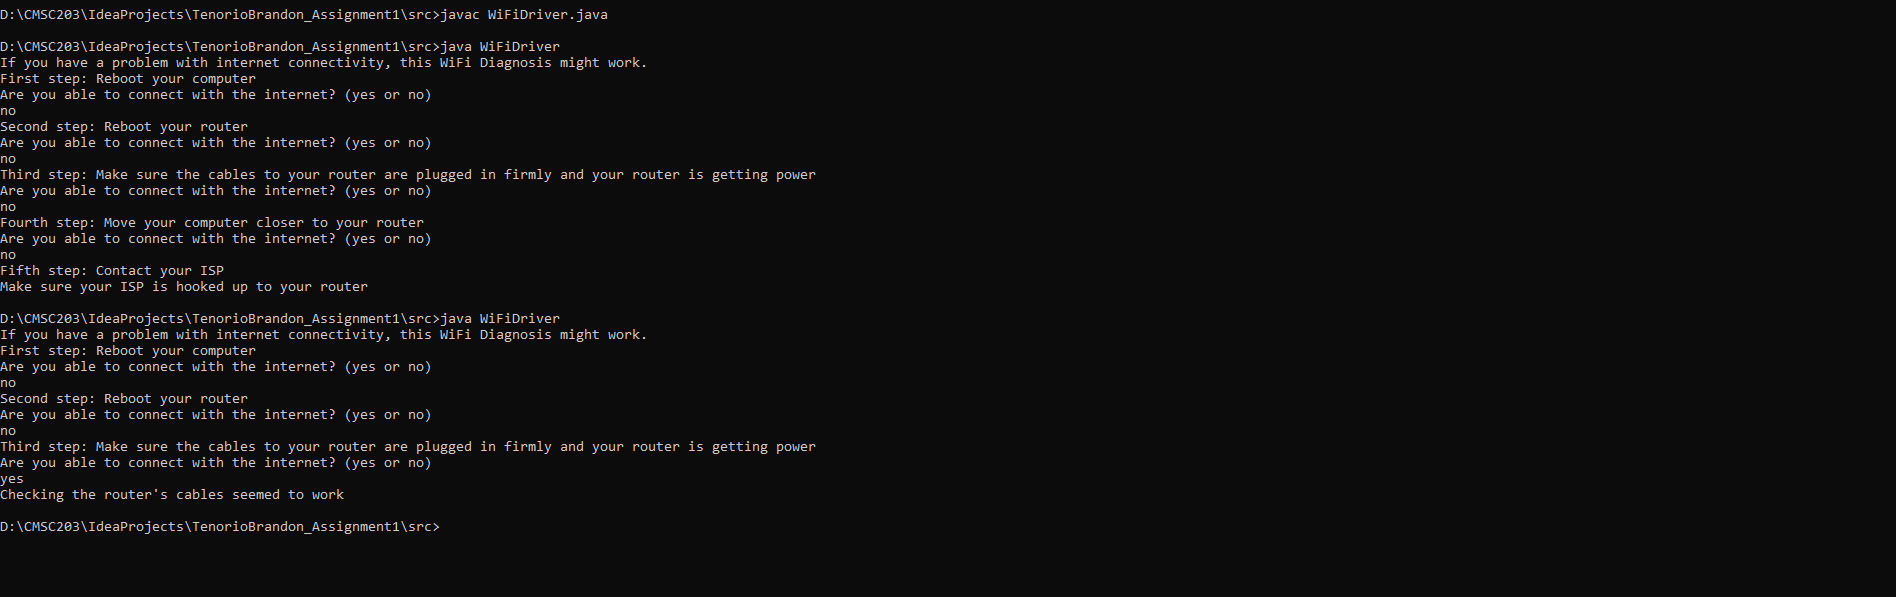 D:\CMSC203\IdeaProjects\TenorioBrandon_Assignment1\src>javac WiFiDriver.java
D:\CMSC203\IdeaProjects\TenorioBrandon_Assignment1\src>java WiFiDriver
If you have a problem with internet connectivity, this WiFi Diagnosis might work.
First step: Reboot your computer
Are you able to connect with the internet? (yes or no)
no
Second step: Reboot your router
Are you able to connect with the internet? (yes or no)
no
Third step: Make sure the cables to your router are plugged in firmly and your router is getting power
Are you able to connect with the internet? (yes or no)
no
Fourth step: Move your computer closer to your router
Are you able to connect with the internet? (yes or no)
no
Fifth step: Contact your ISP
Make sure your ISP is hooked up to your router
D:\CMSC203\IdeaProjects\TenorioBrandon_Assignment1\src>java WiFiDriver
If you have a problem with internet connectivity, this WiFi Diagnosis might work.
First step: Reboot your computer
Are you able to connect with the internet? (yes or no)
no
Second step: Reboot your router
Are you able to connect with the internet? (yes or no)
no
Third step: Make sure the cables to your router are plugged in firmly and your router is getting power
Are you able to connect with the internet? (yes or no)
yes
Checking the router's cables seemed to work
D:\CMSC203\IdeaProjects\TenorioBrandon_Assignment1\src>